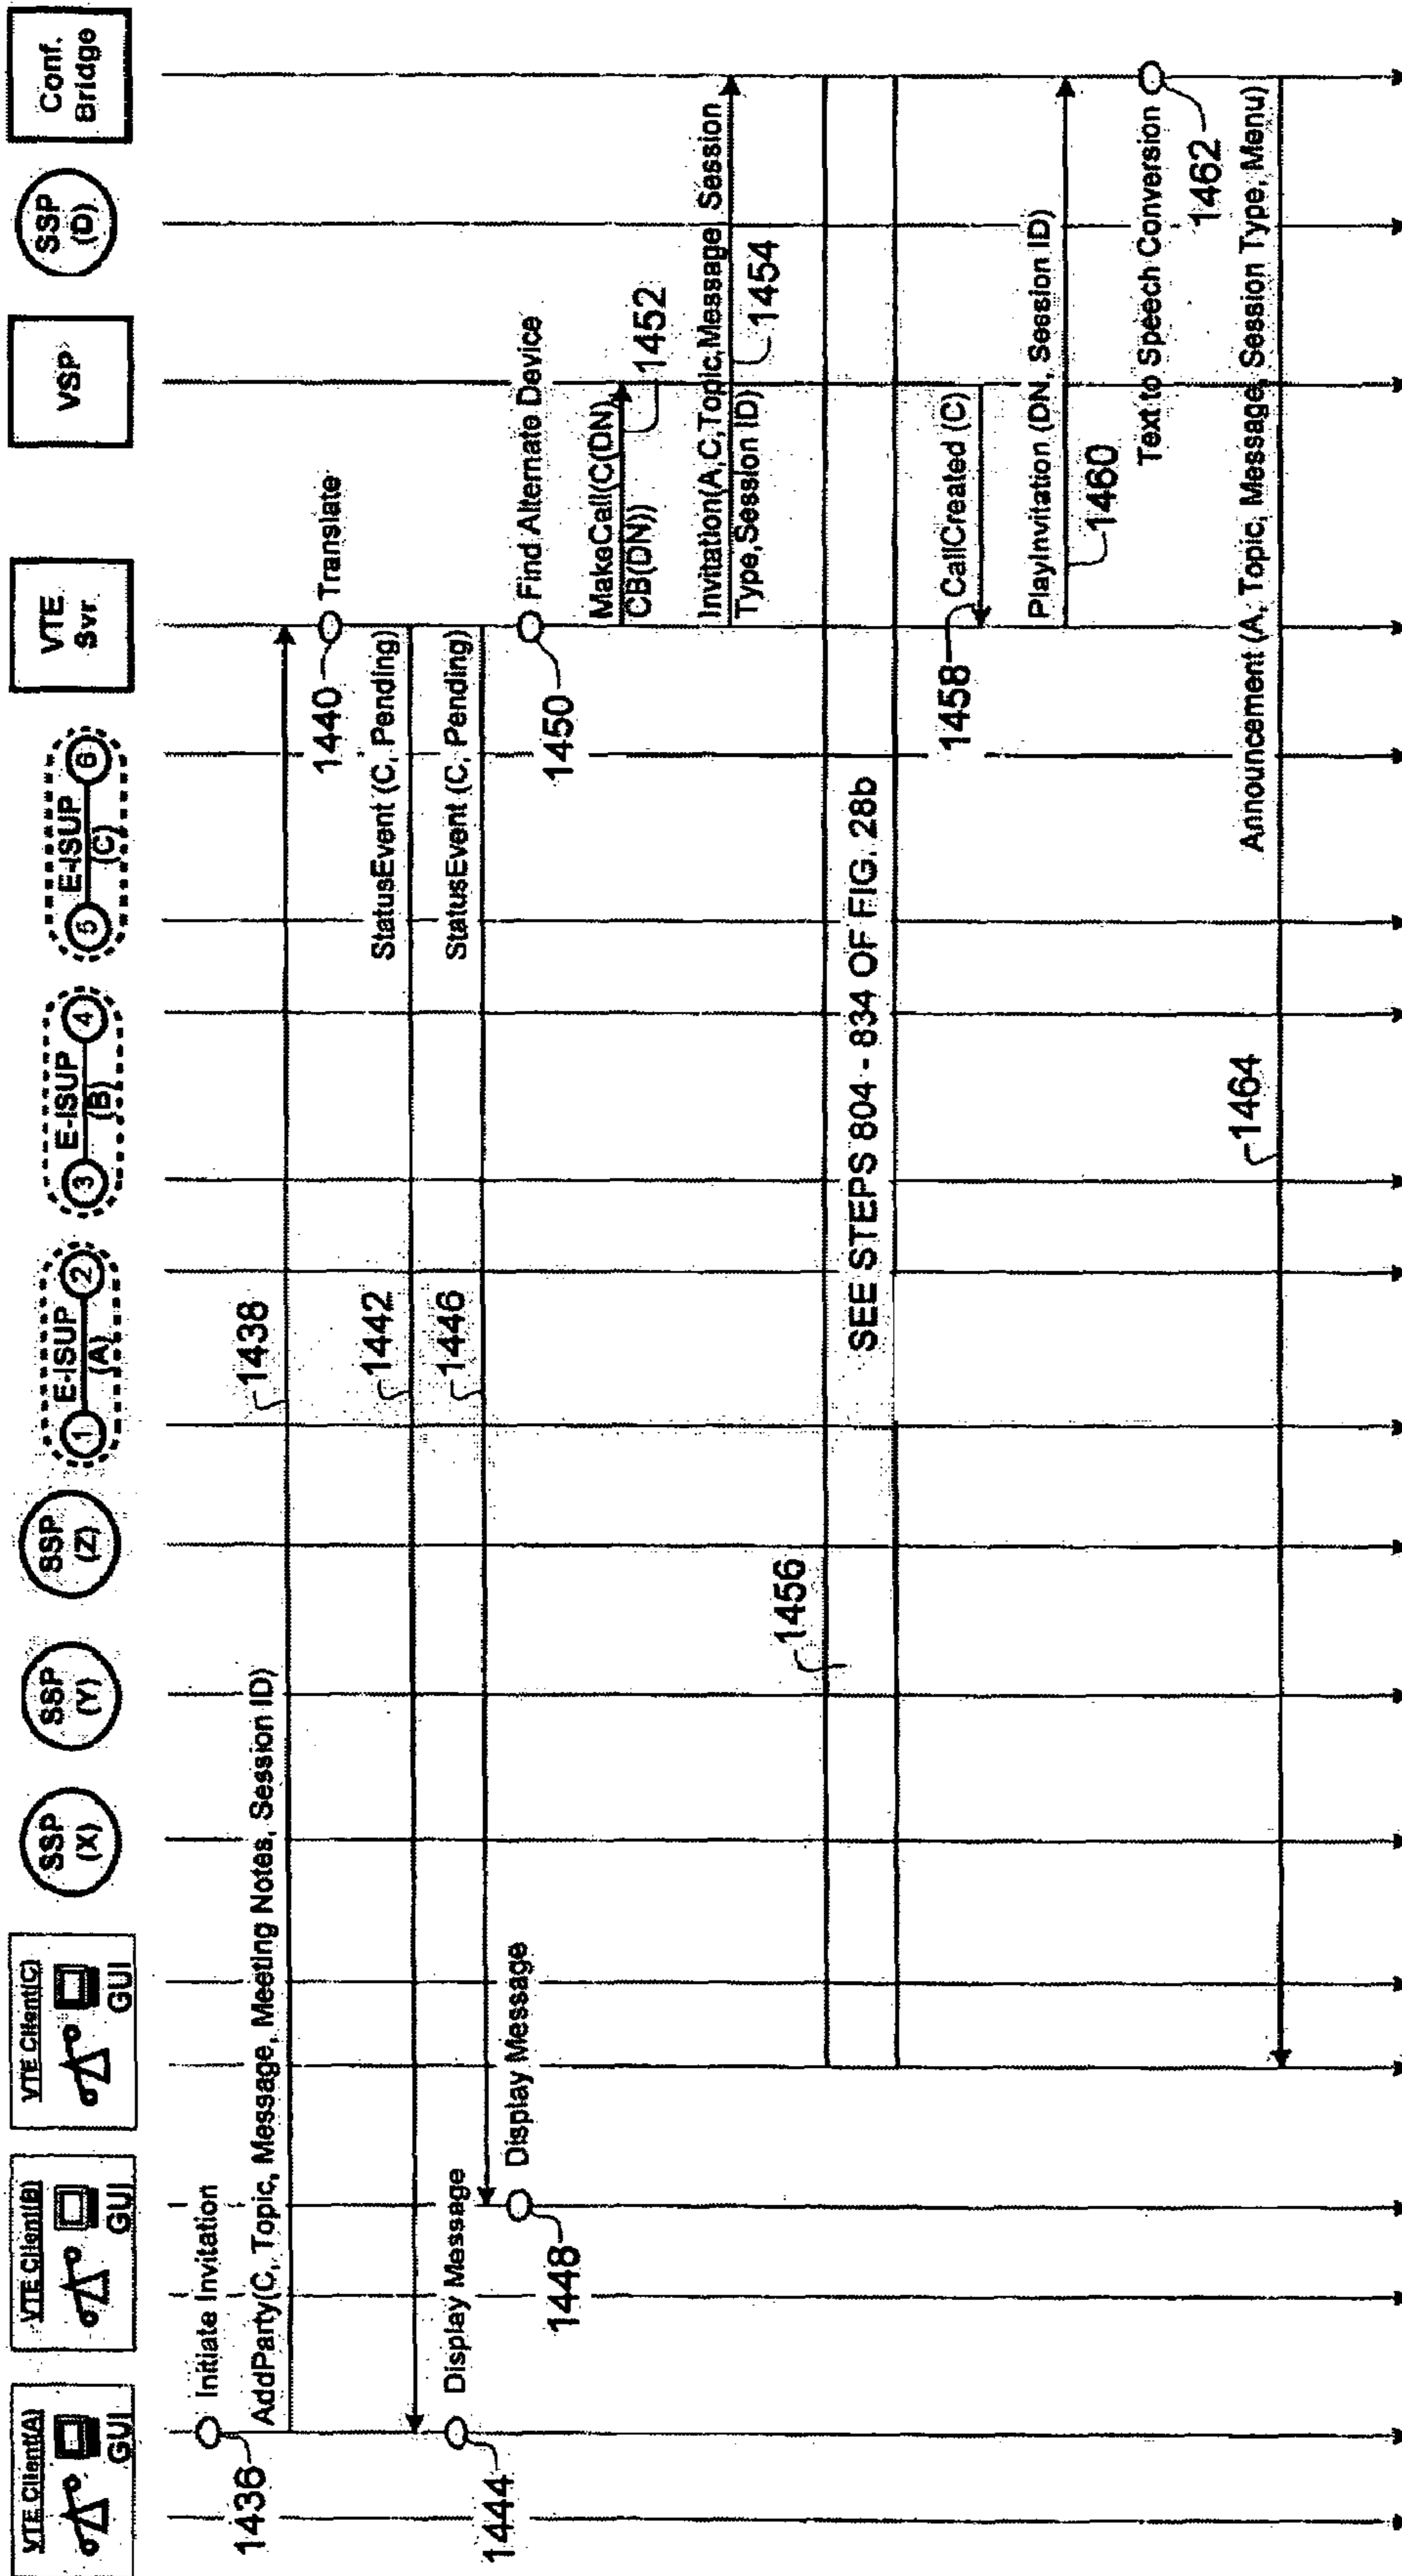 VTE Client(A)
GUI
VTE Client(B)
GUI
VTE Client(C)
GUI
SSP
(X)
SSP
(Y)
SSP
(Z)
1
E-ISUP
(A)
2
3
E-ISUP
(B)
4
5
E-ISUP
(C)
6
VTE
Svr
VSP
SSP
(D)
Conf.
Bridge
1436
Initiate Invitation
AddParty(C, Topic, Message, Meeting Notes, Session ID)
1438
1440
Translate
StatusEvent (C, Pending)
1442
1444
Display Message
StatusEvent (C, Pending)
1446
1448
Display Message
1450
Find Alternate Device
MakeCall(C(DN),
CB(DN))
1452
Invitation(A,C,Topic,Message, Session
Type,Session ID)
1454
1456
SEE STEPS 804 - 834 OF FIG. 28b
1458
CallCreated (C)
PlayInvitation (DN, Session ID)
1460
Text to Speech Conversion
1462
Announcement (A, Topic, Message, Session Type, Menu)
1464